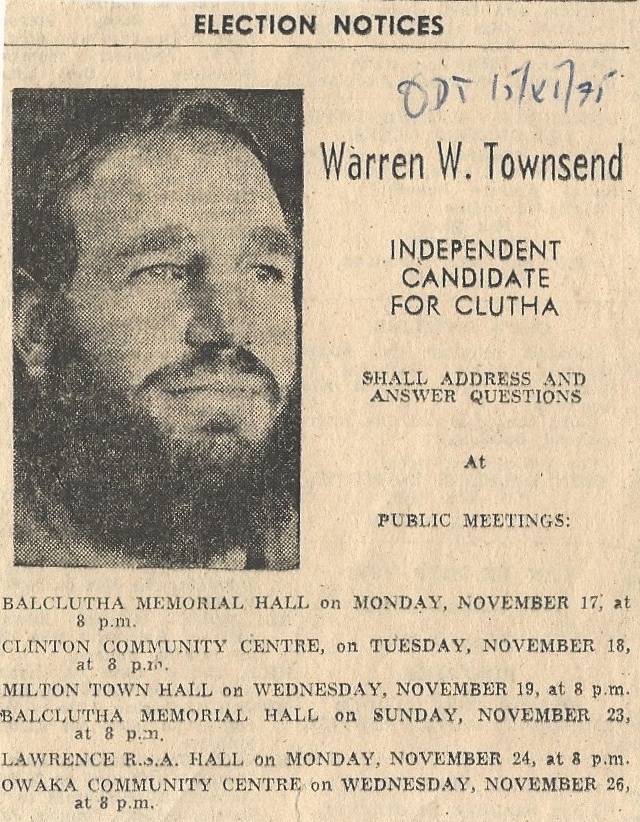 ELECTION NOTICES
ODT 15/XI/75
Warren W. Townsend
INDEPENDENT
CANDIDATE
FOR CLUTHA
SHALL ADDRESS AND
ANSWER QUESTIONS
At
PUBLIC MEETINGS:
BALCLUTHA MEMORIAL HALL on MONDAY, NOVEMBER 17, at
8 p.m.
CLINTON COMMUNITY CENTRE, on TUESDAY, NOVEMBER 18,
at 8 p.m.
MILTON TOWN HALL on WEDNESDAY, NOVEMBER 19, at 8 p.m.
BALCLUTHA MEMORIAL HALL on SUNDAY, NOVEMBER 23,
at 8 p.m.
LAWRENCE R.S.A. HALL on MONDAY, NOVEMBER 24, at 8 p.m.
OWAKA COMMUNITY CENTRE on WEDNESDAY, NOVEMBER 26,
at 8 p.m.